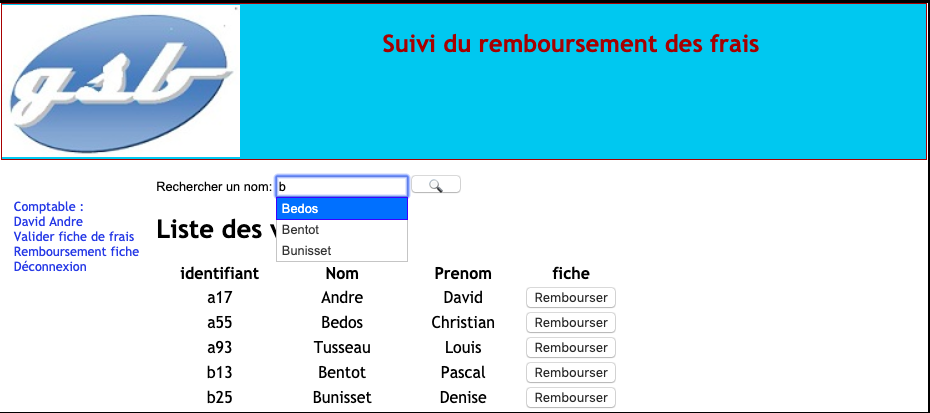 gsb
Suivi du remboursement des frais
Rechercher un nom: b
Bedos
Bentot
Bunisset
Comptable :
David Andre
Valider fiche de frais
Remboursement fiche
Déconnexion
Liste des
identifiant Nom Prenom fiche
a17 Andre David Rembourser
a55 Bedos Christian Rembourser
a93 Tusseau Louis Rembourser
b13 Bentot Pascal Rembourser
b25 Bunisset Denise Rembourser